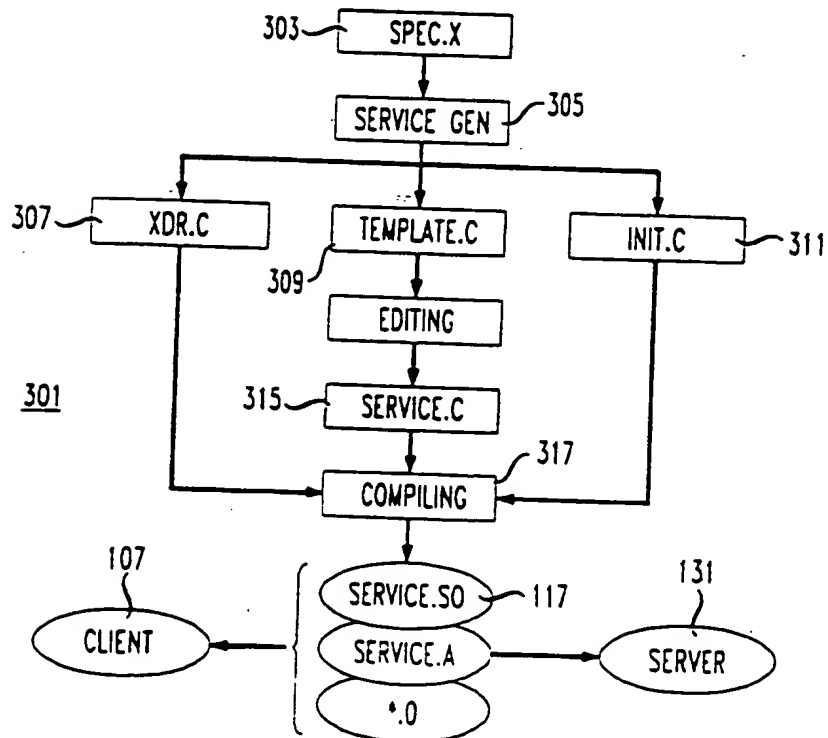 303
SPEC.X
SERVICE GEN
305
307
XDR.C
TEMPLATE.C
309
INIT.C
311
EDITING
301
315
SERVICE.C
317
COMPILING
107
CLIENT
SERVICE.SO
117
SERVICE.A
*.O
131
SERVER